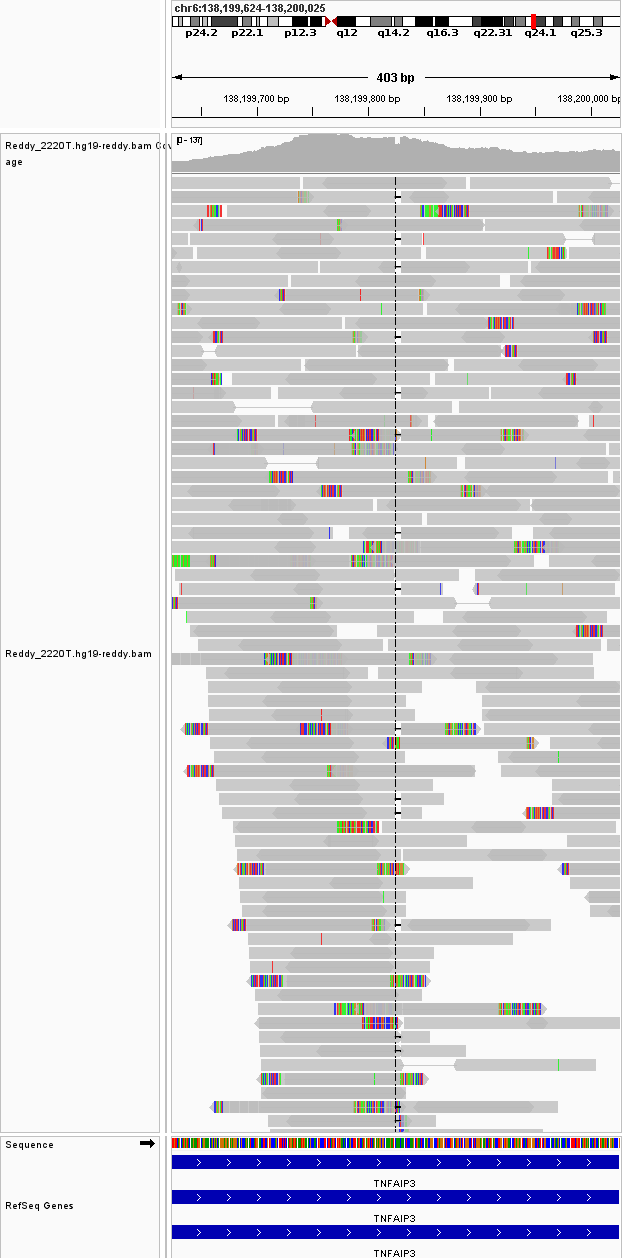 chr6:138,199,624-138,200,025
p24.2 p22.1 p12.3 q12 q14.2 q16.3 q22.31 q24.1 q25.3
403 bp
138,199,700 bp 138,199,800 bp 138,199,900 bp 138,200,000 bp
Reddy_2220T.hg19-reddy.bam Cov
age
[0 - 137]
Reddy_2220T.hg19-reddy.bam
Sequence
TNFAIP3
RefSeq Genes
TNFAIP3
TNFAIP3